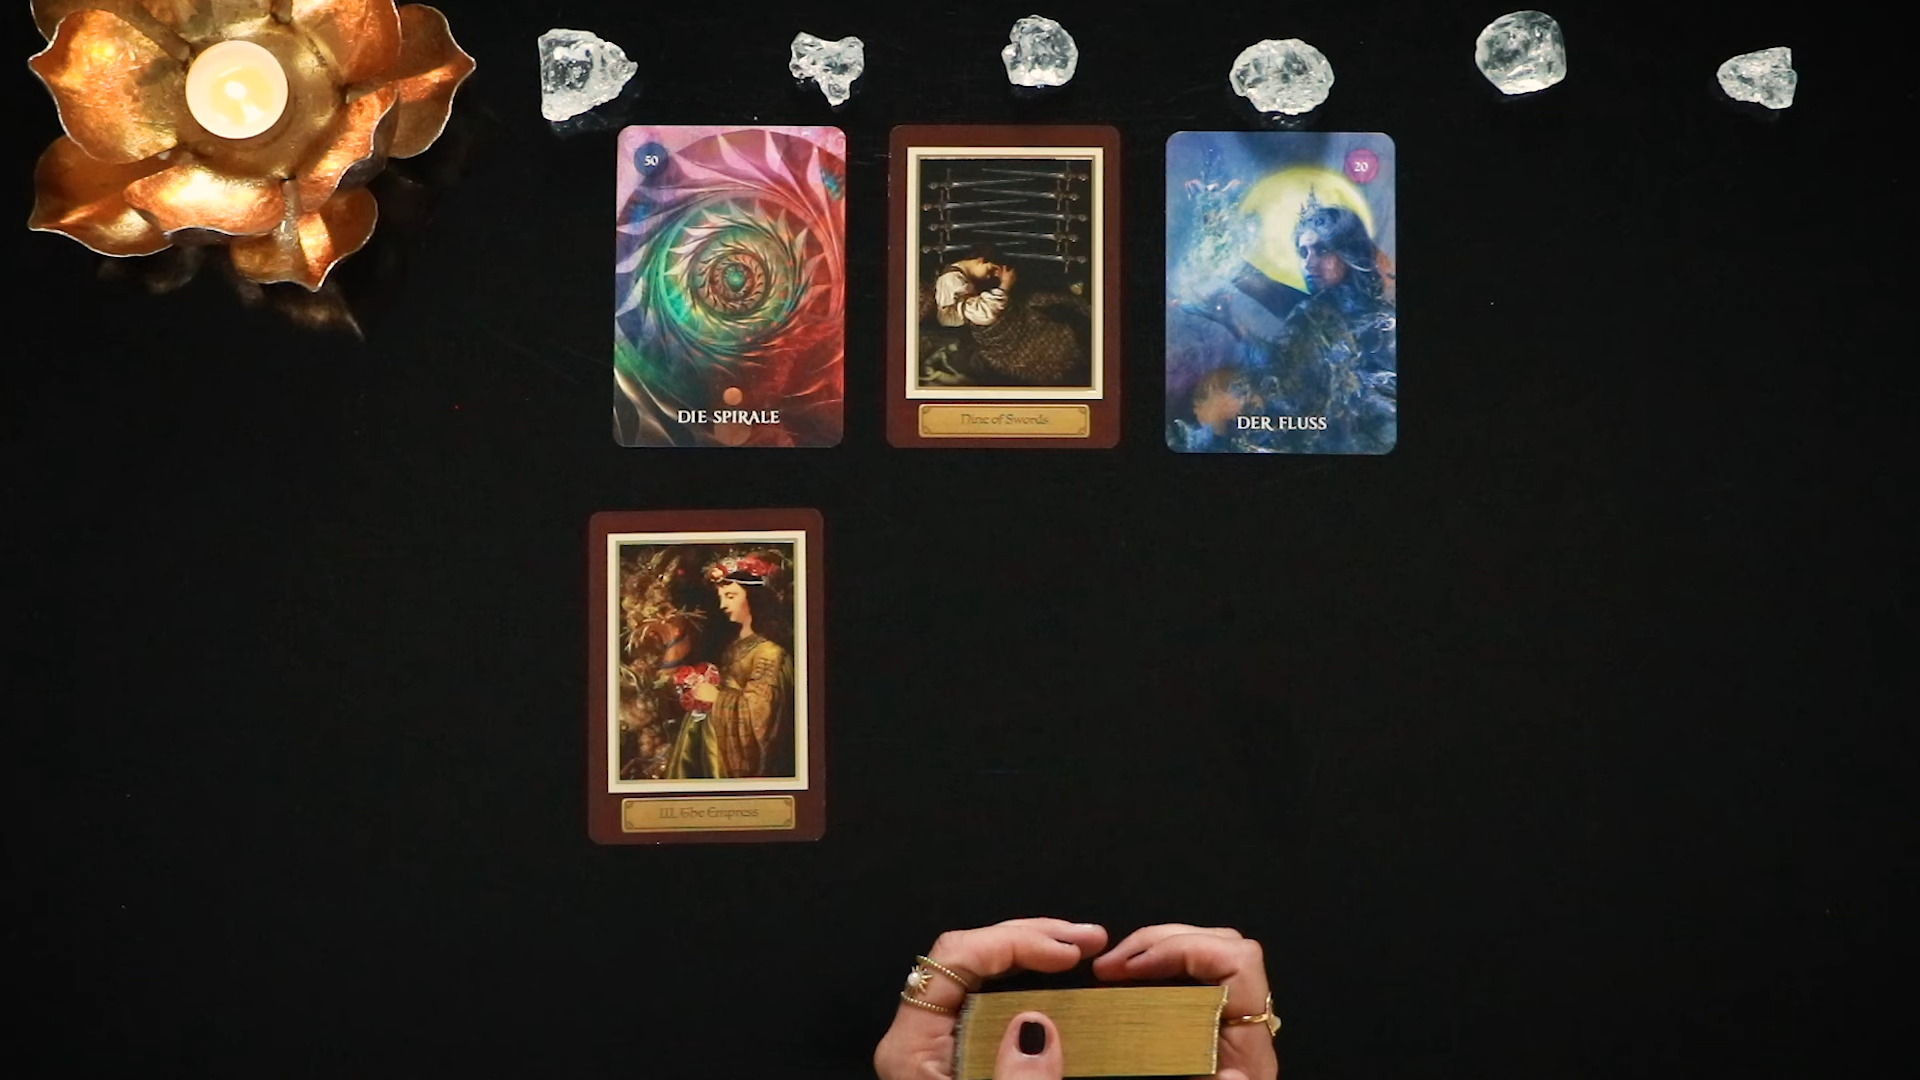 50
DIE SPIRALE
Nine of Swords
20
DER FLUSS
III. The Empress